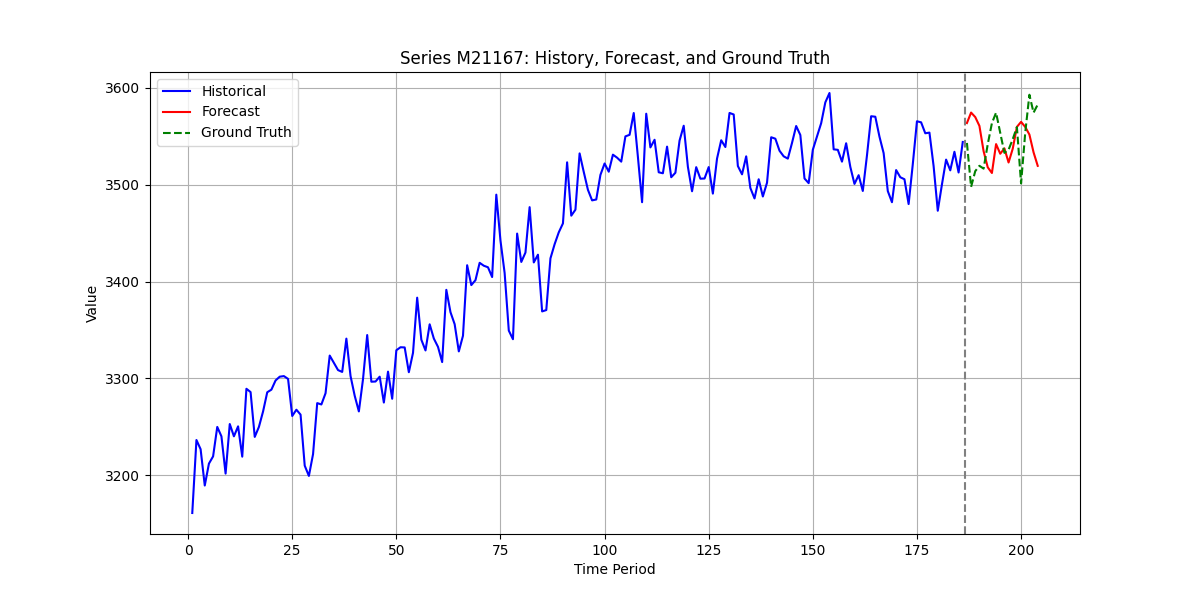 Series M21167: History, Forecast, and Ground Truth
Historical
Forecast
Ground Truth
3600
3500
3400
3300
3200
Value
0 25 50 75 100 125 150 175 200
Time Period